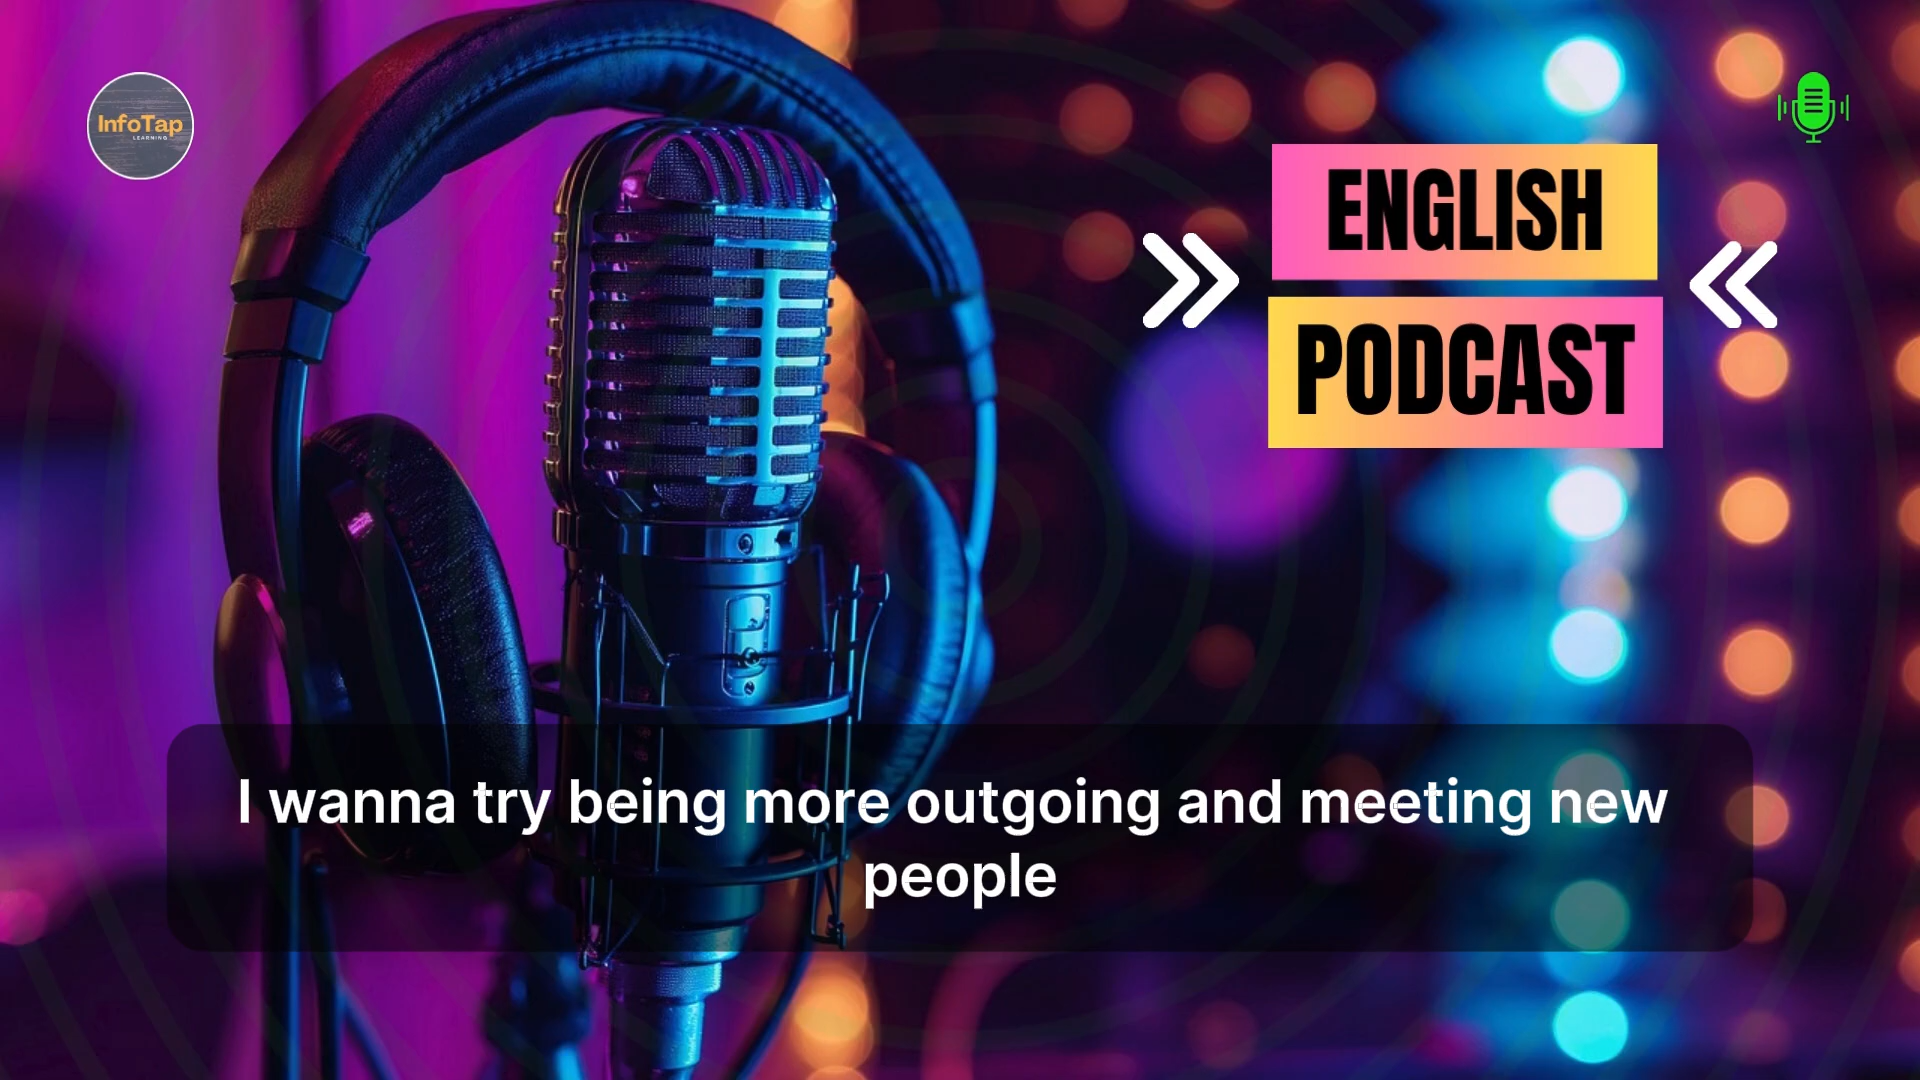 InfoTap
LEARNING
ENGLISH
PODCAST
I wanna try being more outgoing and meeting new
people